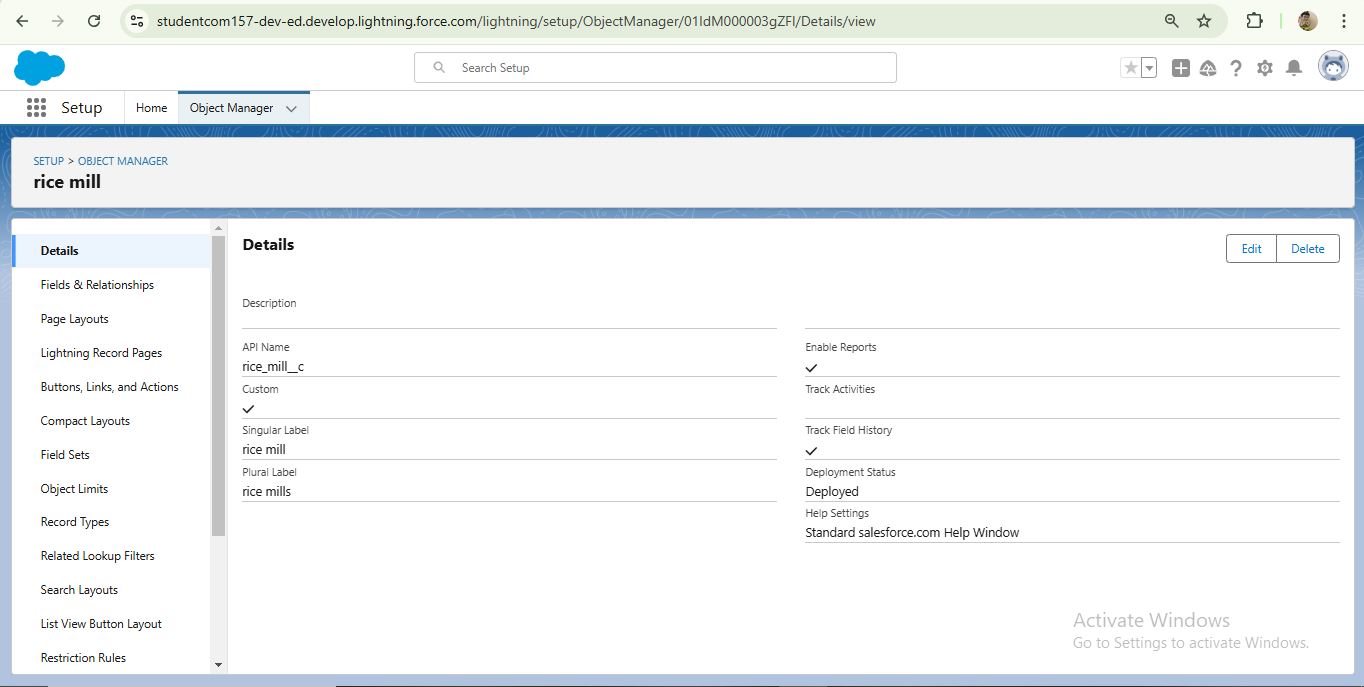 studentcom157-dev-ed.develop.lightning.force.com/lightning/setup/ObjectManager/01IdM000003gZFI/Details/view
Search Setup
Setup
Home
Object Manager
SETUP > OBJECT MANAGER
rice mill
Details
Fields & Relationships
Page Layouts
Lightning Record Pages
Buttons, Links, and Actions
Compact Layouts
Field Sets
Object Limits
Record Types
Related Lookup Filters
Search Layouts
List View Button Layout
Restriction Rules
Details
Edit
Delete
Description
API Name
rice_mill__c
Custom
Singular Label
rice mill
Plural Label
rice mills
Enable Reports
Track Activities
Track Field History
Deployment Status
Deployed
Help Settings
Standard salesforce.com Help Window
Activate Windows
Go to Settings to activate Windows.